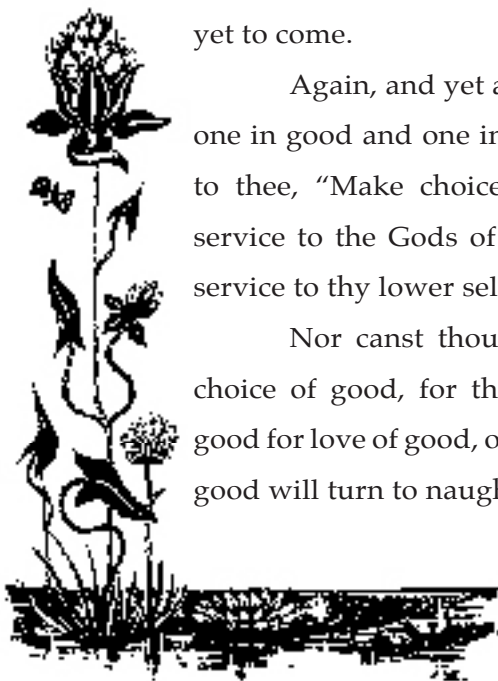 yet to come.
Again, and yet a
one in good and one in
to thee, “Make choice
service to the Gods of
service to thy lower sel
Nor canst thou
choice of good, for th
good for love of good, o
good will turn to naugh